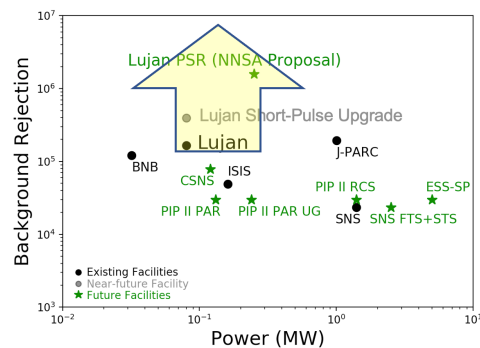 10⁷
Lujan PSR (NNSA Proposal)
10⁶
Lujan Short-Pulse Upgrade
Lujan
J-PARC
10⁵
BNB
ISIS
CSNS
PIP II RCS
ESS-SP
PIP II PAR
PIP II PAR UG
SNS
SNS FTS+STS
10⁴
Existing Facilities
Near-future Facility
Future Facilities
10³
10⁻²
10⁻¹
10⁰
10¹
Background Rejection
Power (MW)